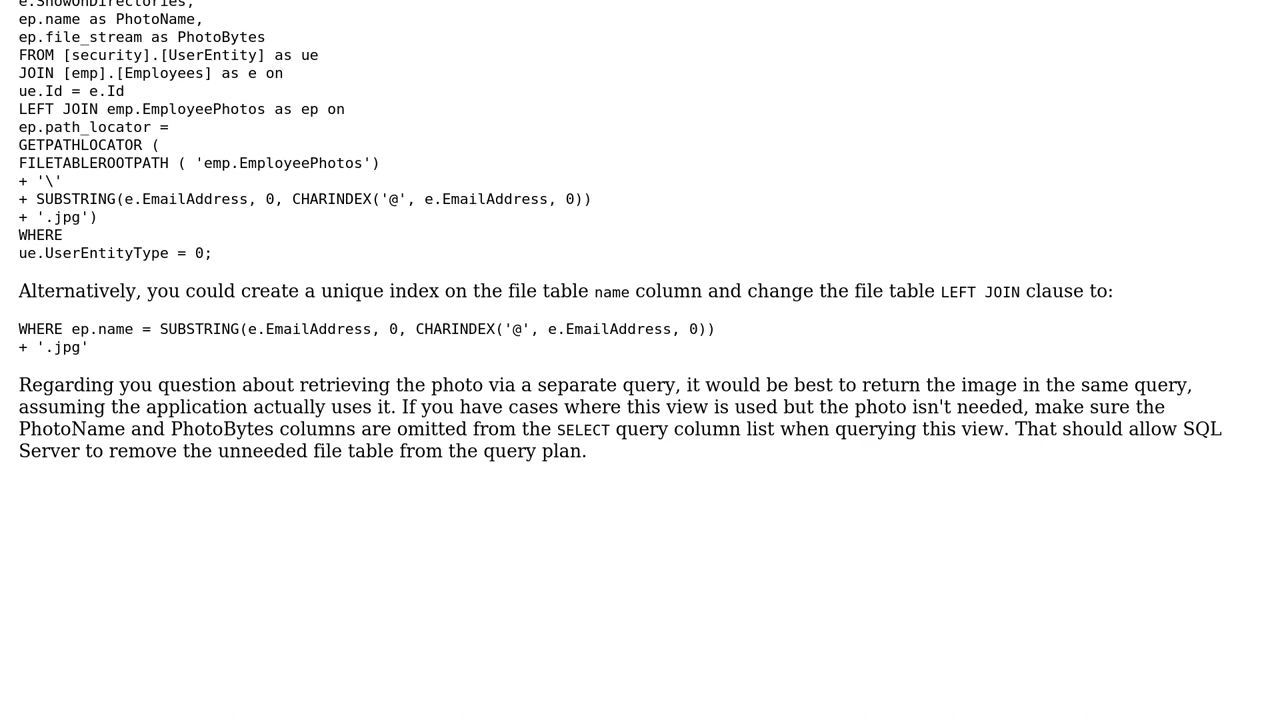 e.ShowOnDirectories,
ep.name as PhotoName,
ep.file_stream as PhotoBytes
FROM [security].[UserEntity] as ue
JOIN [emp].[Employees] as e on
ue.Id = e.Id
LEFT JOIN emp.EmployeePhotos as ep on
ep.path_locator =
GETPATHLOCATOR (
FILETABLEROOTPATH ( 'emp.EmployeePhotos')
+ '\'
+ SUBSTRING(e.EmailAddress, 0, CHARINDEX('@', e.EmailAddress, 0))
+ '.jpg')
WHERE
ue.UserEntityType = 0;
Alternatively, you could create a unique index on the file table name column and change the file table LEFT JOIN clause to:
WHERE ep.name = SUBSTRING(e.EmailAddress, 0, CHARINDEX('@', e.EmailAddress, 0))
+ '.jpg'
Regarding you question about retrieving the photo via a separate query, it would be best to return the image in the same query,
assuming the application actually uses it. If you have cases where this view is used but the photo isn't needed, make sure the
PhotoName and PhotoBytes columns are omitted from the SELECT query column list when querying this view. That should allow SQL
Server to remove the unneeded file table from the query plan.